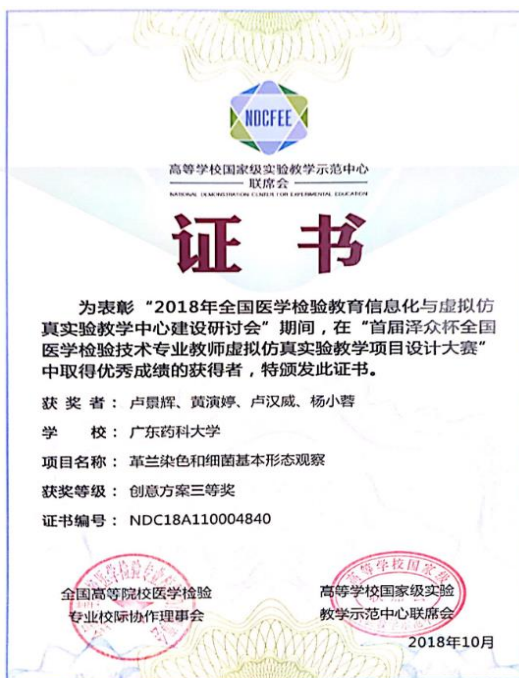 NDCFEE
高等学校国家级实验教学示范中心
联席会
NATIONAL DEMONSTRATION CENTER FOR EXPERIMENTAL EDUCATION
证 书
为表彰“2018年全国医学检验教育信息化与虚拟仿
真实验教学中心建设研讨会”期间，在“首届泽众杯全国
医学检验技术专业教师虚拟仿真实验教学项目设计大赛”
中取得优秀成绩的获得者，特颁发此证书。
获 奖 者：卢景辉、黄演婷、卢汉威、杨小蓉
学 校：广东药科大学
项目名称：革兰染色和细菌基本形态观察
获奖等级：创意方案三等奖
证书编号：NDC18A110004840
全国高等院校医学检验
专业校际协作理事会
高等学校国家级实验
教学示范中心联席会
2018年10月